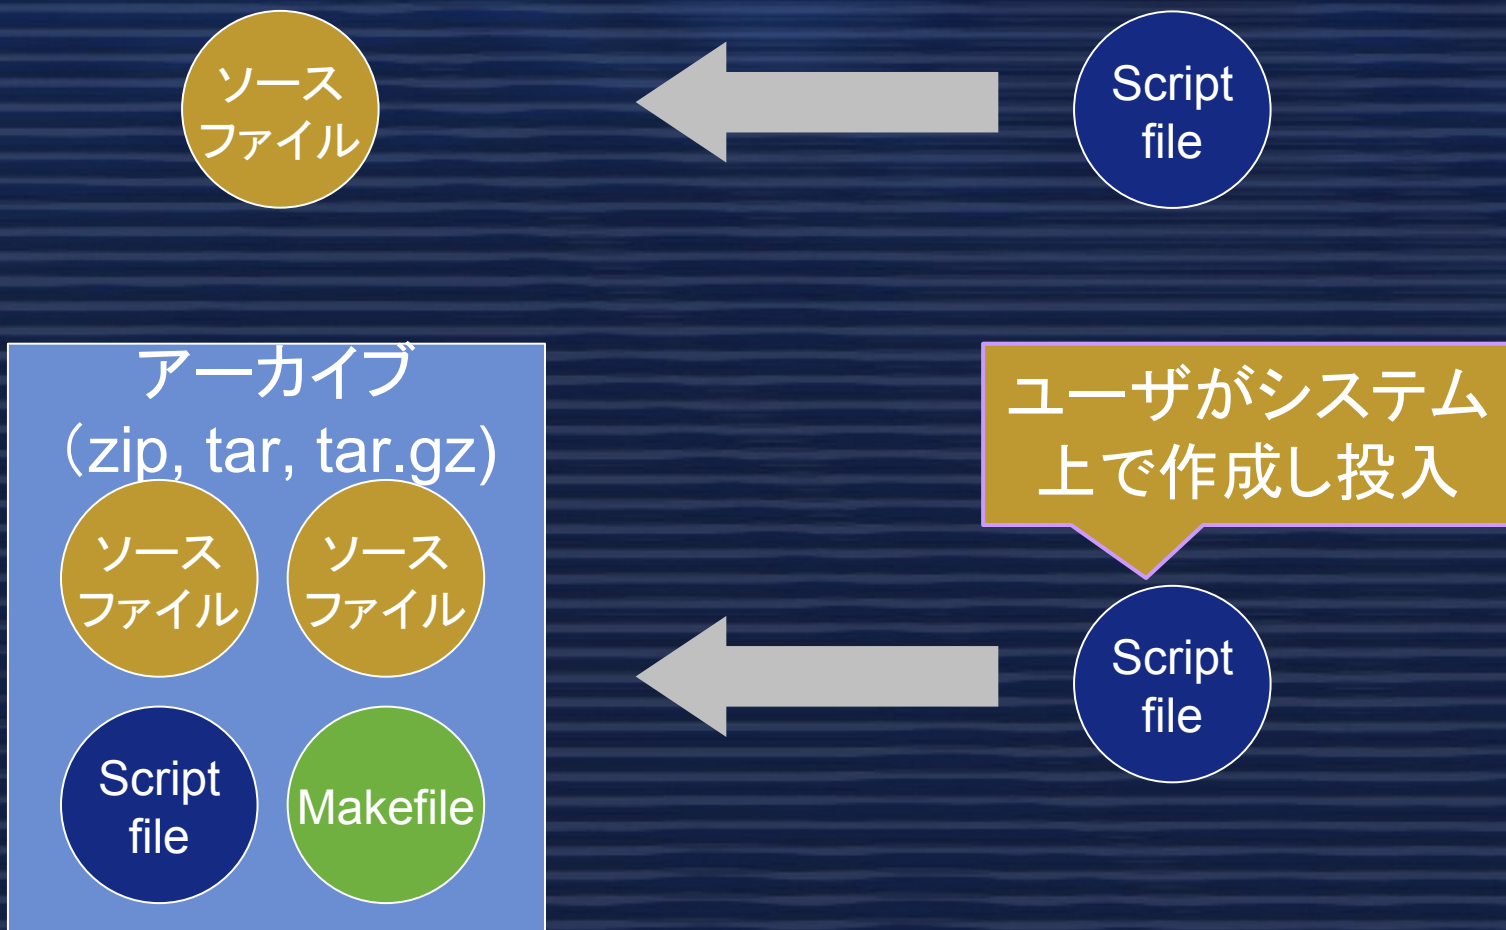 ソース
ファイル
Script
file
アーカイブ
（zip, tar, tar.gz)
ソース
ファイル
ソース
ファイル
Script
file
Makefile
ユーザがシステム
上で作成し投入
Script
file